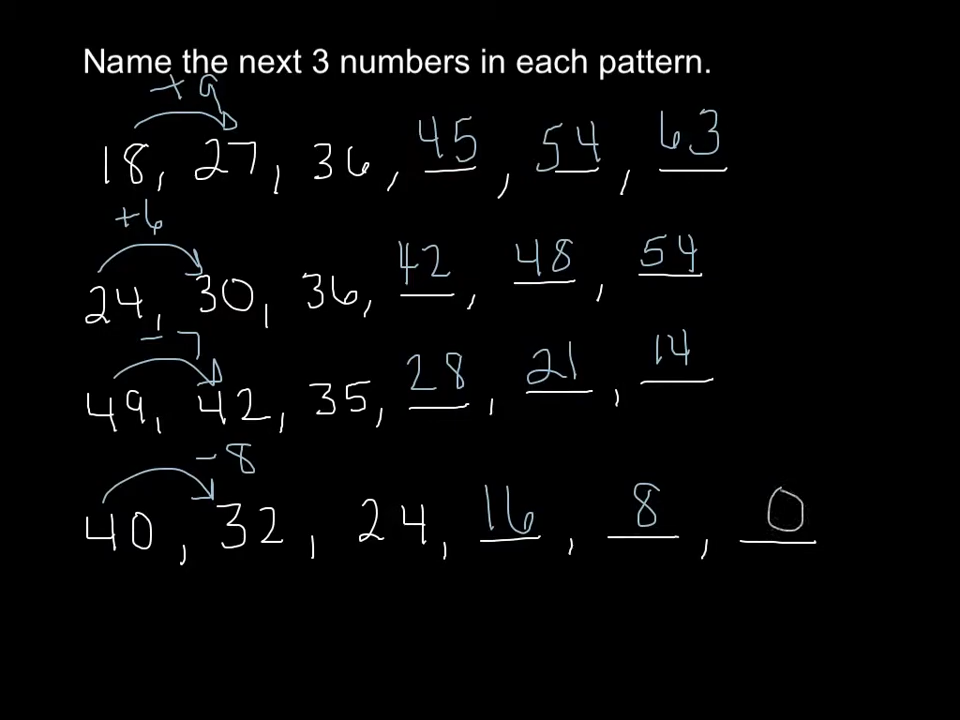 Name the next 3 numbers in each pattern.
+9
18, 27, 36, 45, 54, 63
+6
24, 30, 36, 42, 48, 54
-7
49, 42, 35, 28, 21, 14
-8
40, 32, 24, 16, 8, 0